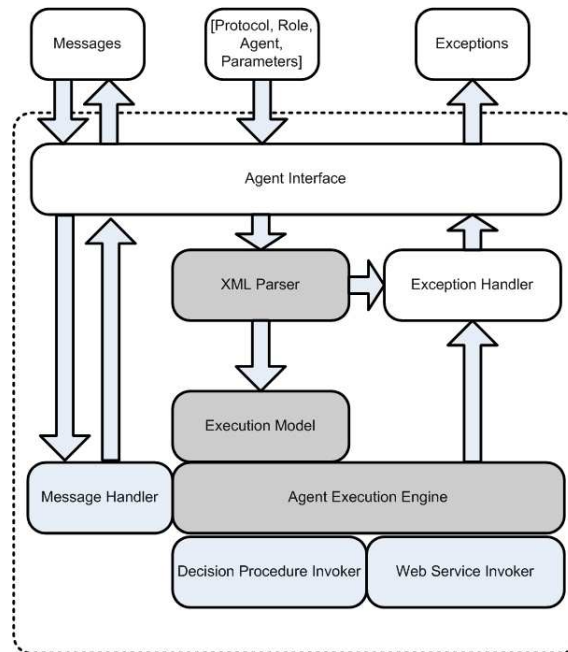 Messages
[Protocol, Role,
Agent,
Parameters]
Exceptions
Agent Interface
XML Parser
Exception Handler
Execution Model
Message Handler
Agent Execution Engine
Decision Procedure Invoker
Web Service Invoker